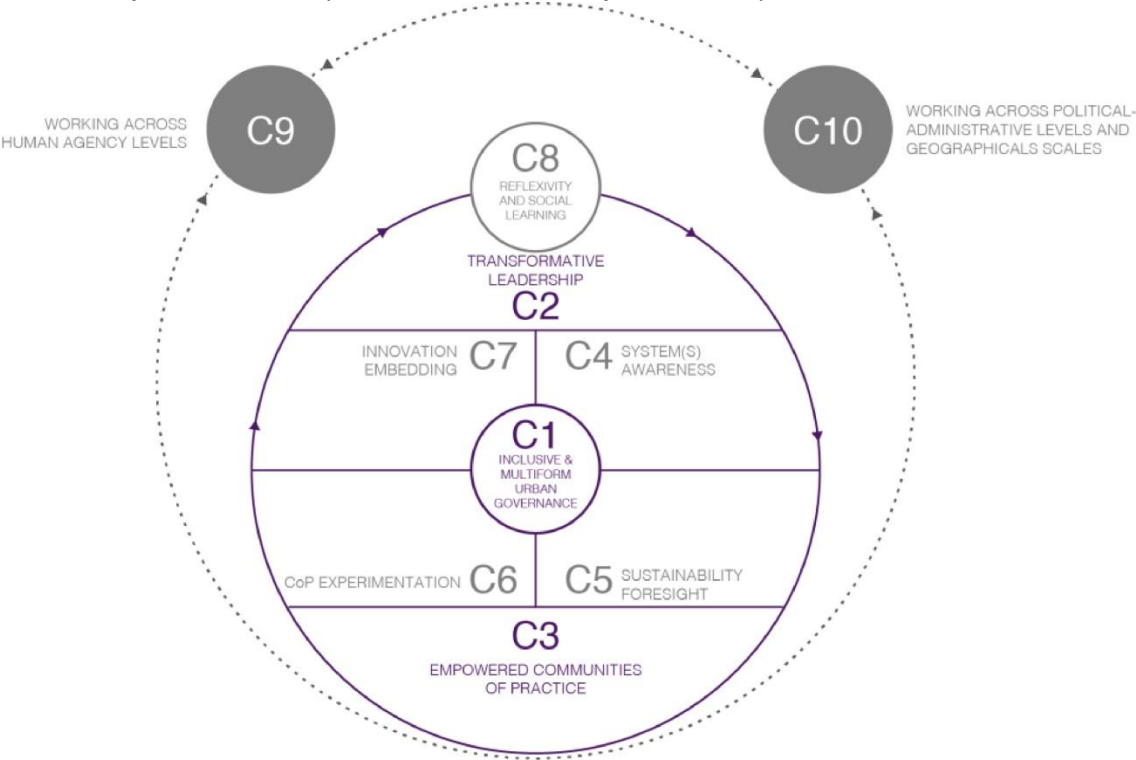 C9
WORKING ACROSS
HUMAN AGENCY LEVELS
C10
WORKING ACROSS POLITICAL-
ADMINISTRATIVE LEVELS AND
GEOGRAPHICALS SCALES
C8
REFLEXIVITY
AND SOCIAL
LEARNING
TRANSFORMATIVE
LEADERSHIP
C2
INNOVATION
EMBEDDING
C7
C4
SYSTEM(S)
AWARENESS
C1
INCLUSIVE &
MULTIFORM
URBAN
GOVERNANCE
CoP EXPERIMENTATION
C6
C5
SUSTAINABILITY
FORESIGHT
C3
EMPOWERED COMMUNITIES
OF PRACTICE